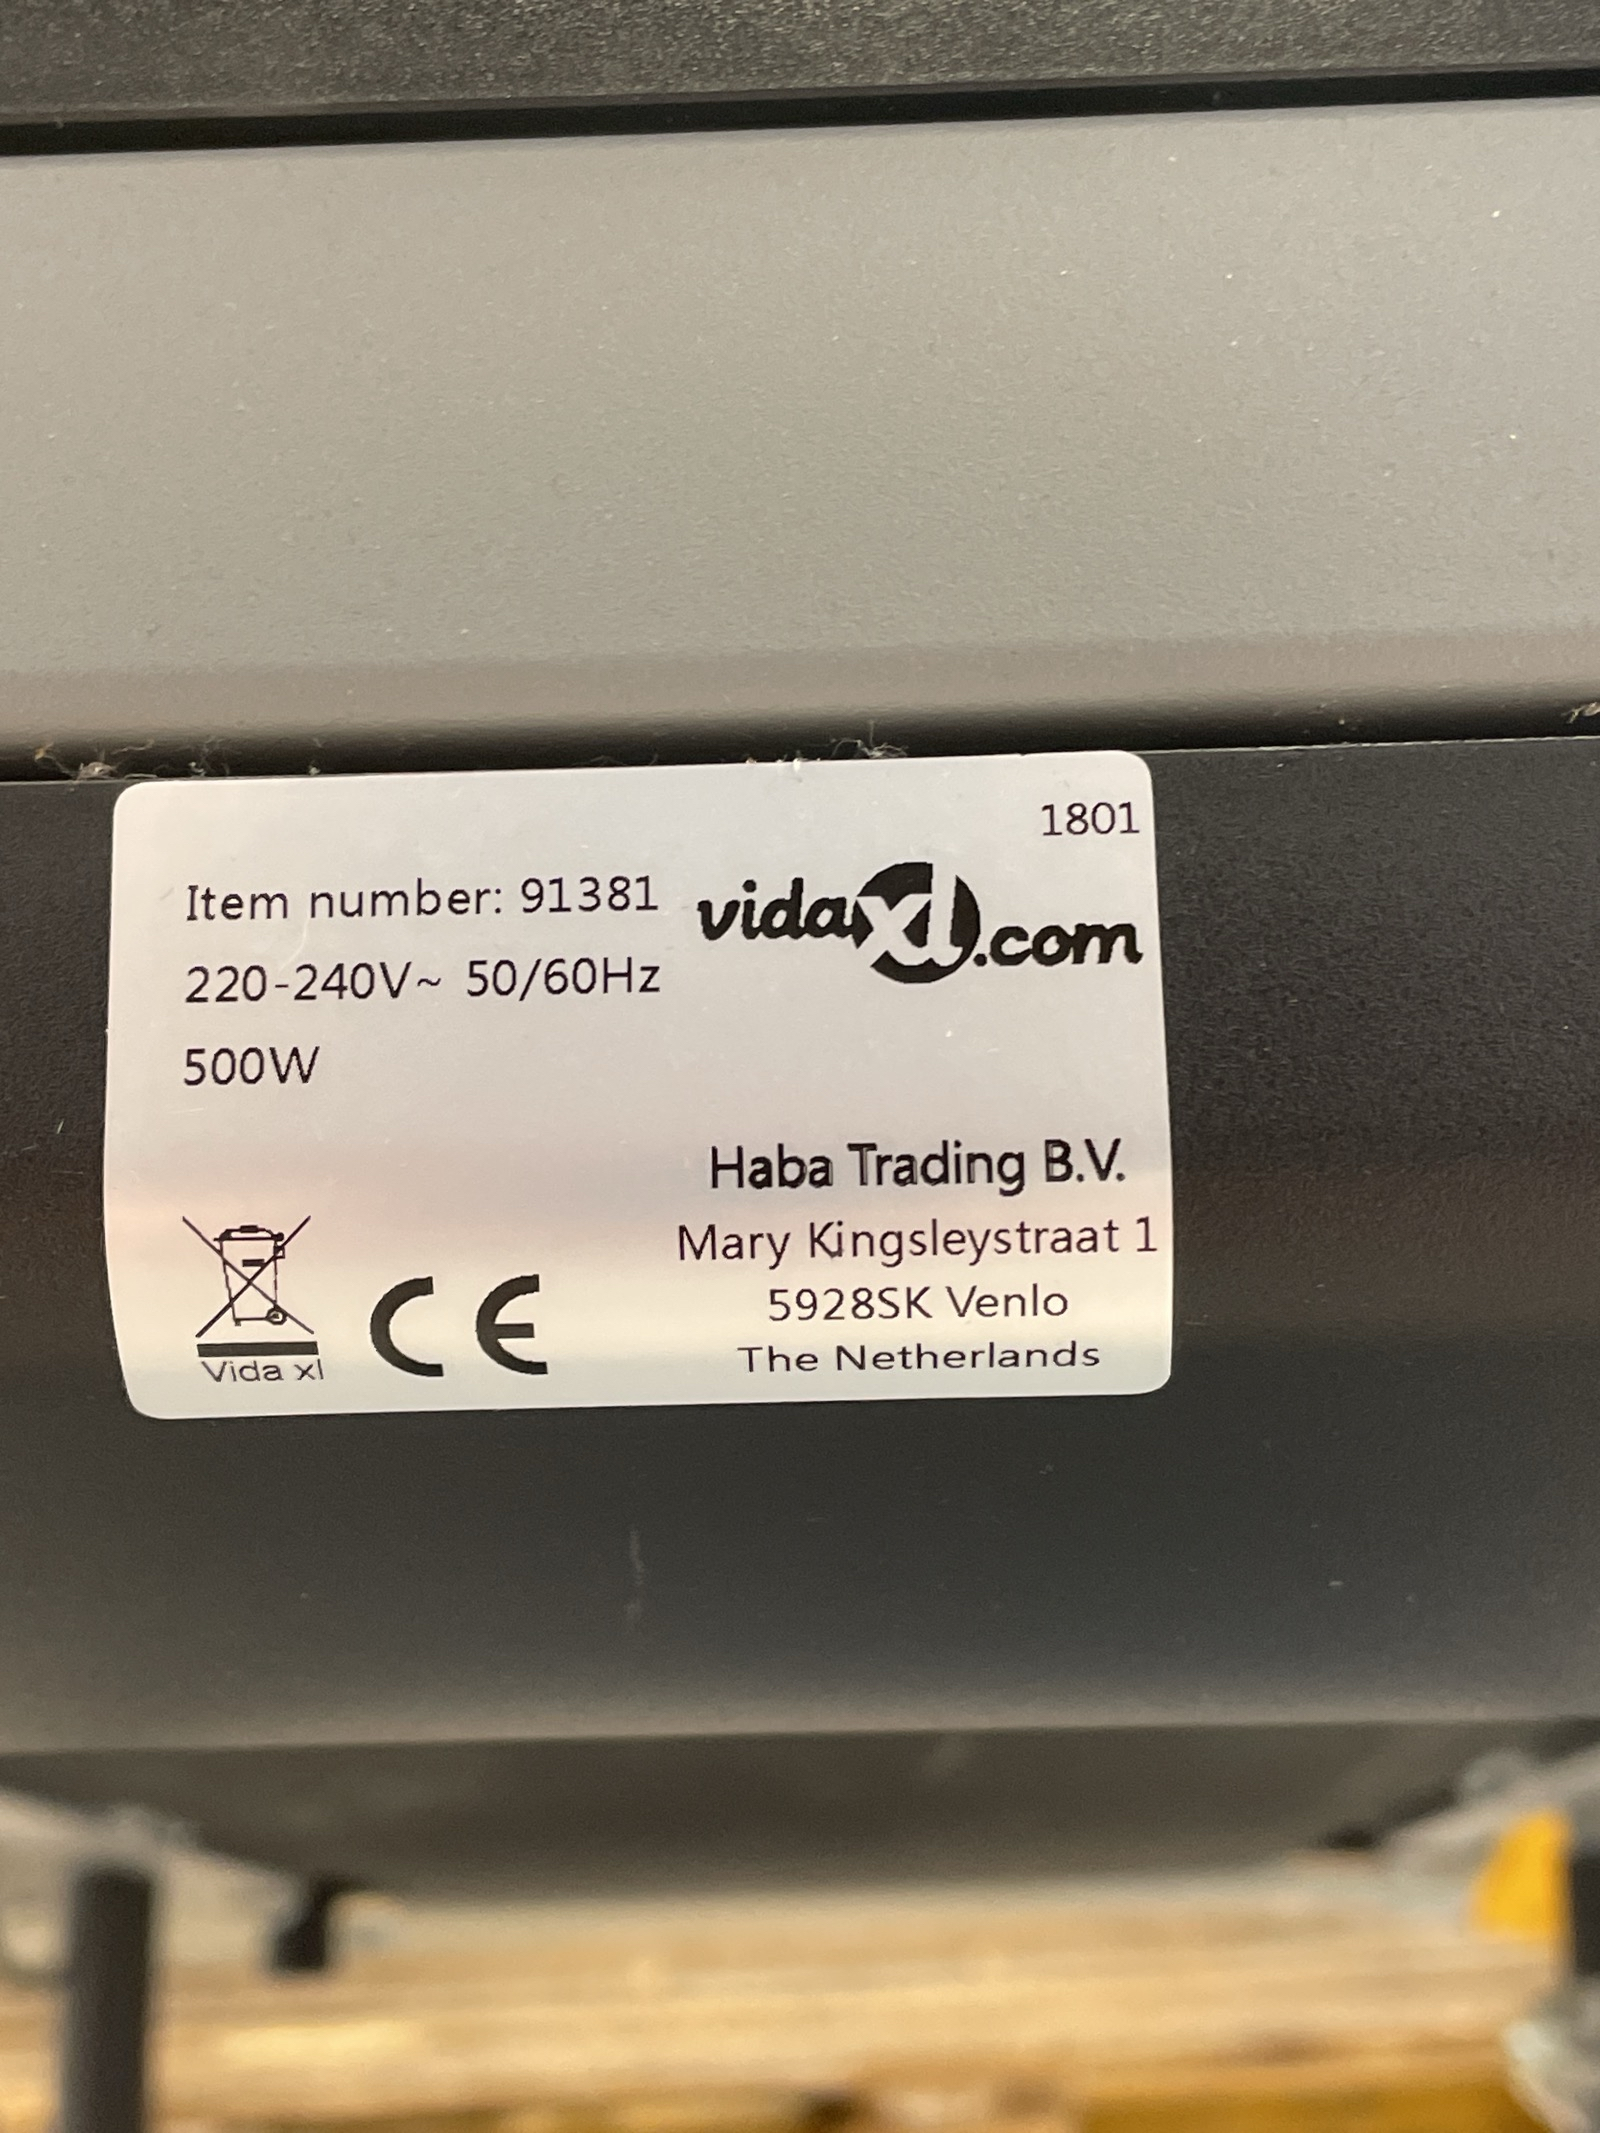 1801
Item number: 91381
vidaXL.com
220-240V~ 50/60Hz
500W
Haba Trading B.V.
Mary Kingsleystraat 1
5928SK Venlo
The Netherlands
Vida xl
CE